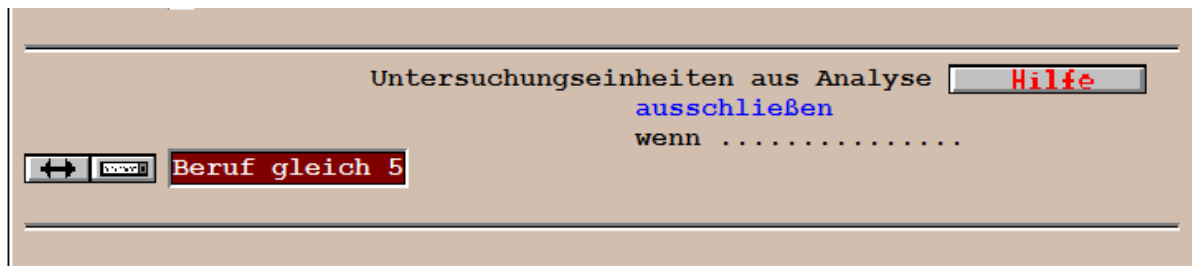 Untersuchungseinheiten aus Analyse Hilfe
ausschließen
wenn ...............
Beruf gleich 5